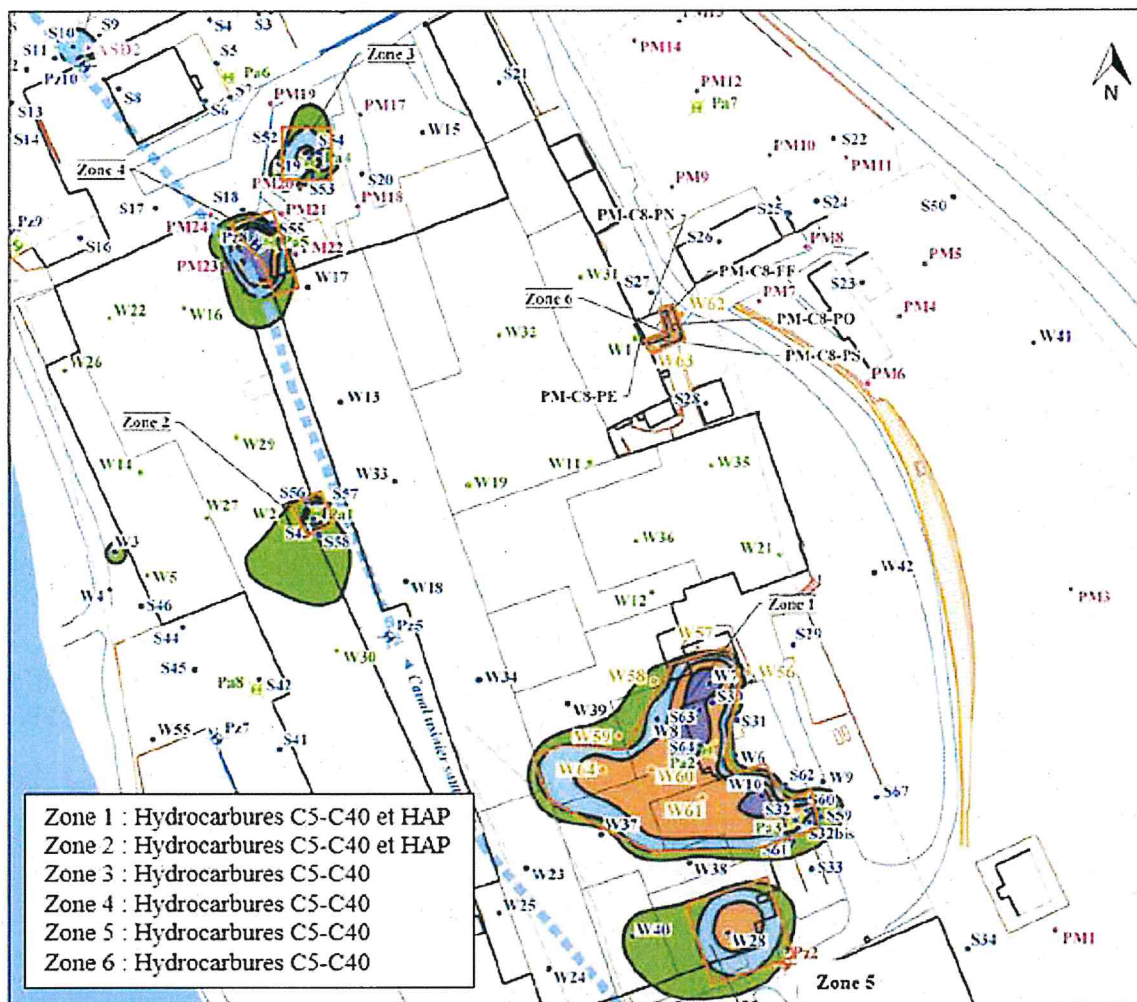 S9
S4
S3
PM13
S10
ASD2
S11
S5
PM14
Zone 3
Pz10
Pa6
S21
PM12
S8
S7
PM19
Pa7
S13
S6
PM17
S14
S52
S54
W15
PM10
S22
Zone 4
S19
Pa4
PM11
PM20
S53
S20
PM9
S17
S18
PM18
S24
S50
PM24
PM21
PM-C8-PN
S25
Pz9
S55
S26
S16
Pa5
PM8
PM-C8-FF
PM5
PM23
W17
W31
S27
S23
W22
W16
Zone 6
W62
PM7
PM4
W32
PM-C8-PO
W1
W41
W26
W63
PM-C8-PS
PM6
PM-C8-PE
S28
W13
W29
W14
W33
W11
W35
Zone 2
W19
S56
S57
W27
W2
Pa1
W3
S58
W36
W21
W5
W4
W18
W42
S46
W12
PM3
Zone 1
S44
Pz5
W57
S29
S45
W30
Pa8
S42
W34
W58
W7
W56
S30
W39
S63
S31
W55
Pz7
W8
S41
W59
S64
Canal usinier
W6
Pa2
W64
W60
S62
W9
W10
W61
S60
S67
S32
S59
Pa3
S32bis
W37
S61
W38
S33
W23
W25
W40
W28
S34
PM1
Pz2
W24
Zone 5
Zone 1 : Hydrocarbures C5-C40 et HAP
Zone 2 : Hydrocarbures C5-C40 et HAP
Zone 3 : Hydrocarbures C5-C40
Zone 4 : Hydrocarbures C5-C40
Zone 5 : Hydrocarbures C5-C40
Zone 6 : Hydrocarbures C5-C40
N